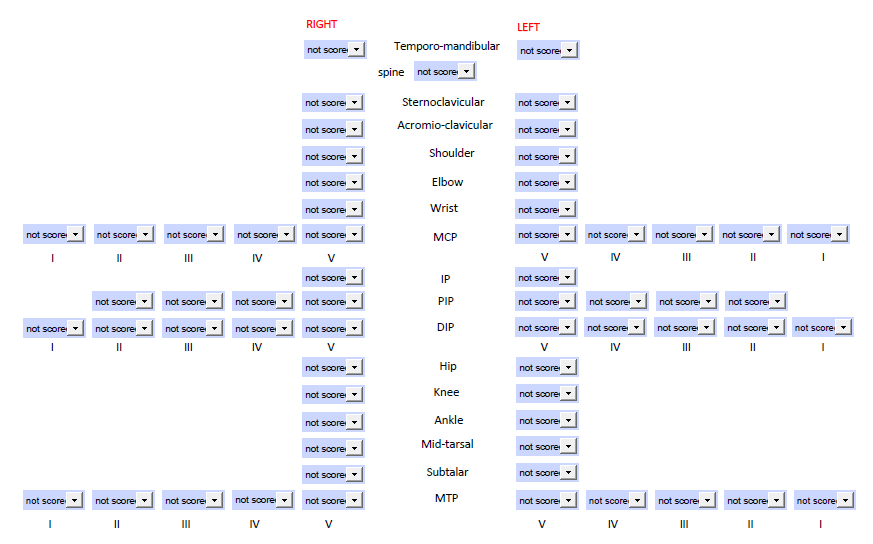 RIGHT LEFT
not score Temporo-mandibular not score
spine not score
not score Sternoclavicular not score
not score Acromio-clavicular not score
not score Shoulder not score
not score Elbow not score
not score Wrist not score
not score not score not score not score not score MCP not score not score not score not score not score
I II III IV V V IV III II I
not score IP not score
not score not score not score not score PIP not score not score not score not score
not score not score not score not score not score DIP not score not score not score not score not score
I II III IV V V IV III II I
not score Hip not score
not score Knee not score
not score Ankle not score
not score Mid-tarsal not score
not score Subtalar not score
not score not score not score not score not score MTP not score not score not score not score not score
I II III IV V V IV III II I